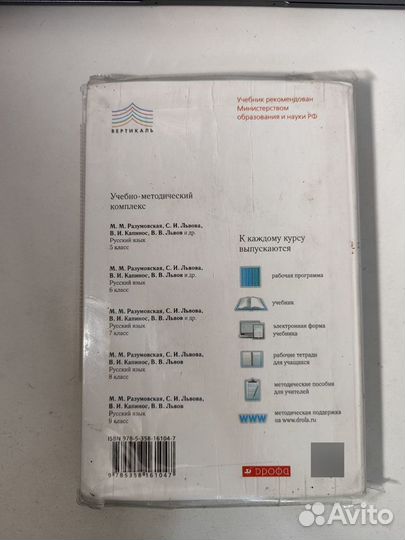 ВЕРТИКАЛЬ
Учебник рекомендован
Министерством
образования и науки РФ
Учебно-методический
комплекс
М. М. Разумовская, С. И. Львова,
В. И. Капинос, В. В. Львов и др.
Русский язык
5 класс
М. М. Разумовская, С. И. Львова,
В. И. Капинос, В. В. Львов и др.
Русский язык
6 класс
М. М. Разумовская, С. И. Львова,
В. И. Капинос, В. В. Львов и др.
Русский язык
7 класс
М. М. Разумовская, С. И. Львова,
В. И. Капинос, В. В. Львов
Русский язык
8 класс
М. М. Разумовская, С. И. Львова,
В. И. Капинос, В. В. Львов
Русский язык
9 класс
К каждому курсу
выпускаются
рабочая программа
учебник
электронная форма
учебника
рабочие тетради
для учащихся
методические пособия
для учителей
www
методическая поддержка
на www.drofa.ru
ISBN 978-5-358-16104-7
9 785358 161047
дрофа
Avito